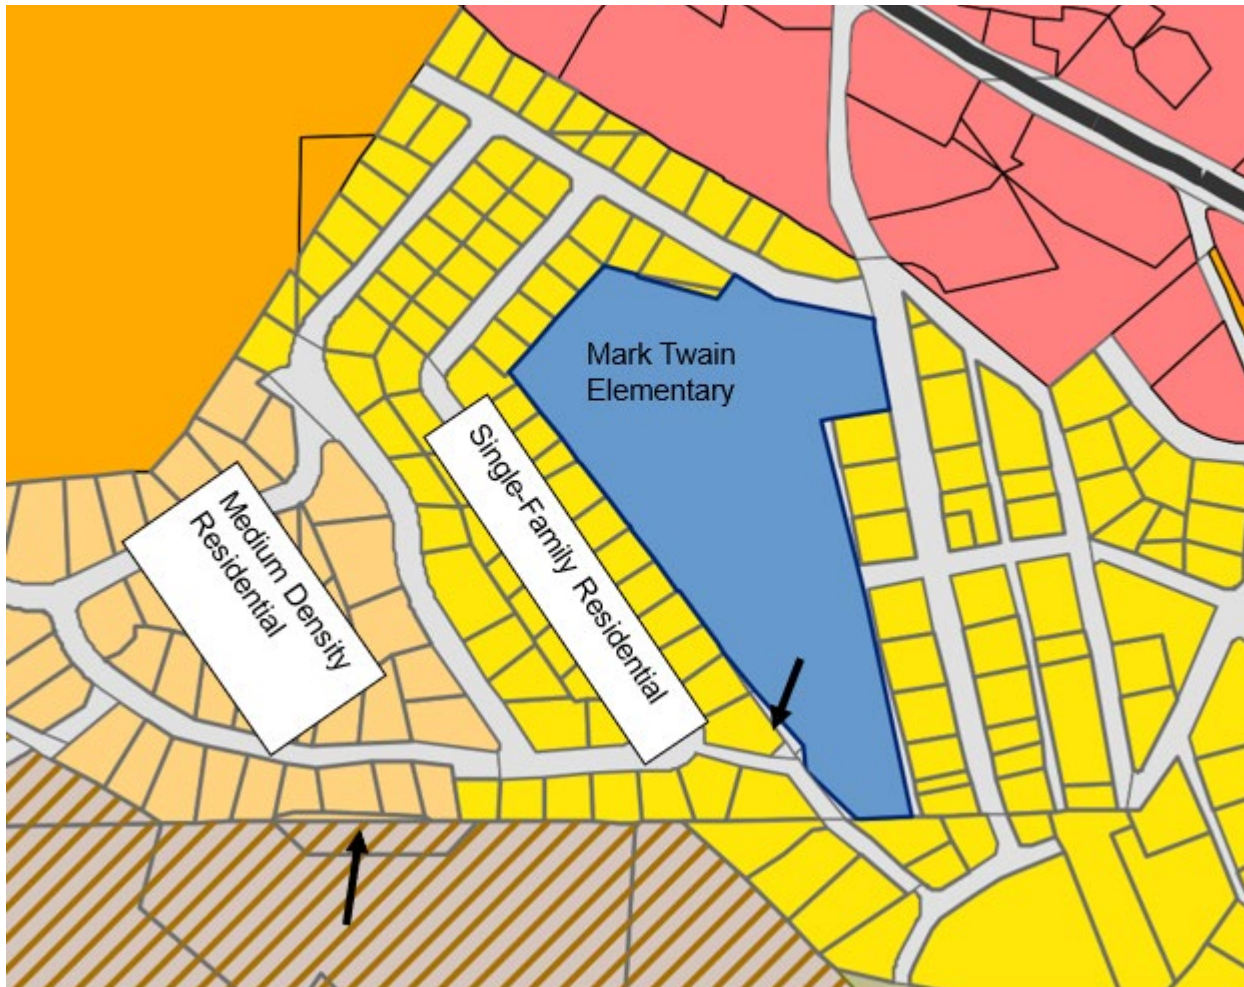 Mark Twain
Elementary
Single-Family Residential
Medium Density
Residential